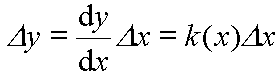 Δy = dy/dx Δx = k(x)Δx